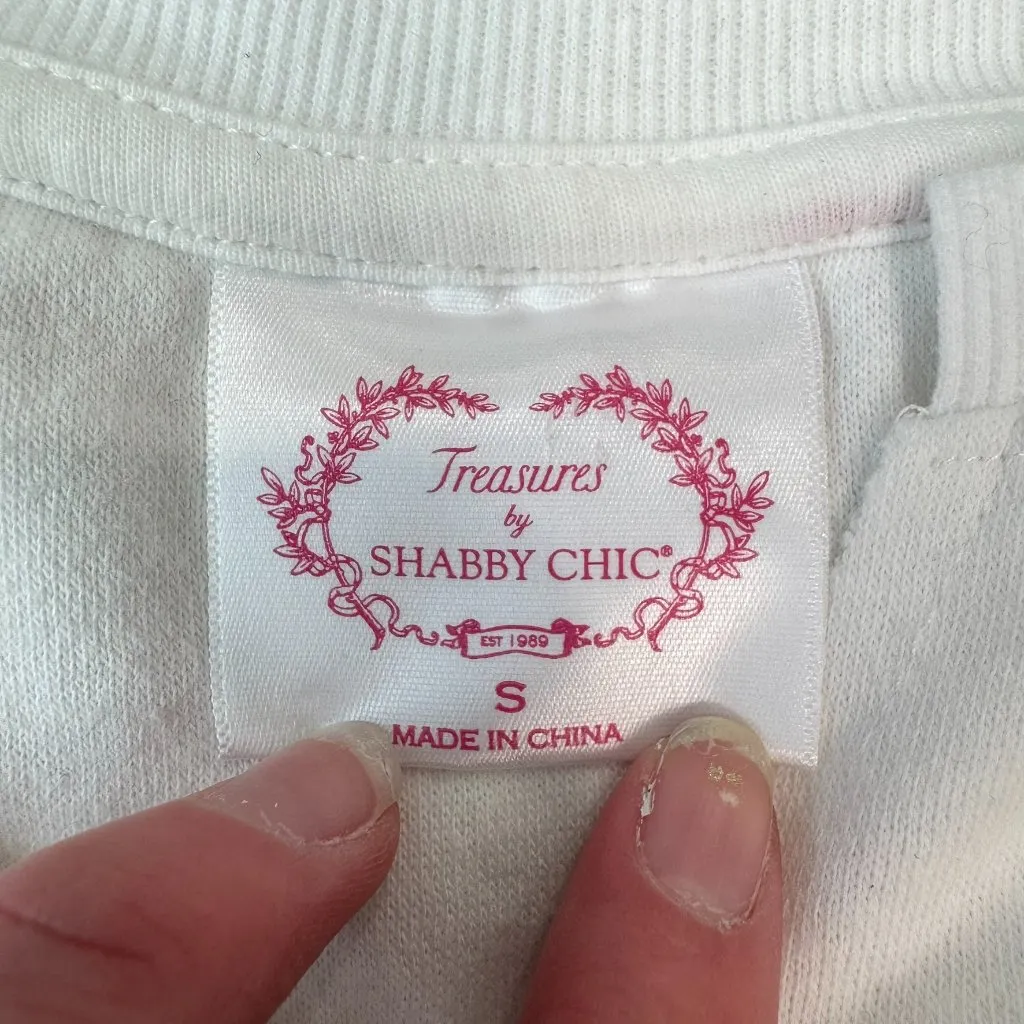 Treasures
by
SHABBY CHIC®
EST 1989
S
MADE IN CHINA